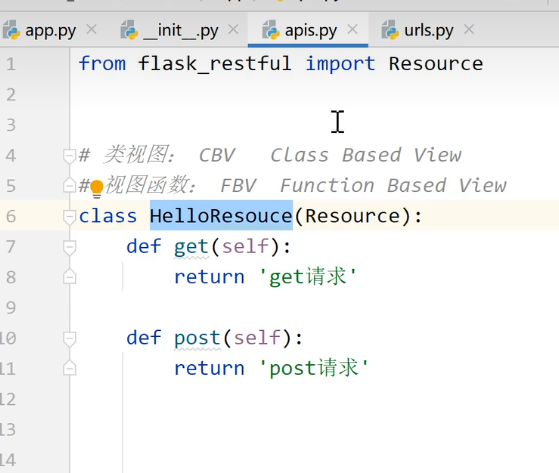 app.py × __init__.py × apis.py × urls.py ×
1 from flask_restful import Resource
2
3
4 # 类视图： CBV   Class Based View
5 # 视图函数： FBV  Function Based View
6 class HelloResouce(Resource):
7     def get(self):
8         return 'get请求'
9
10     def post(self):
11         return 'post请求'
12
13
14